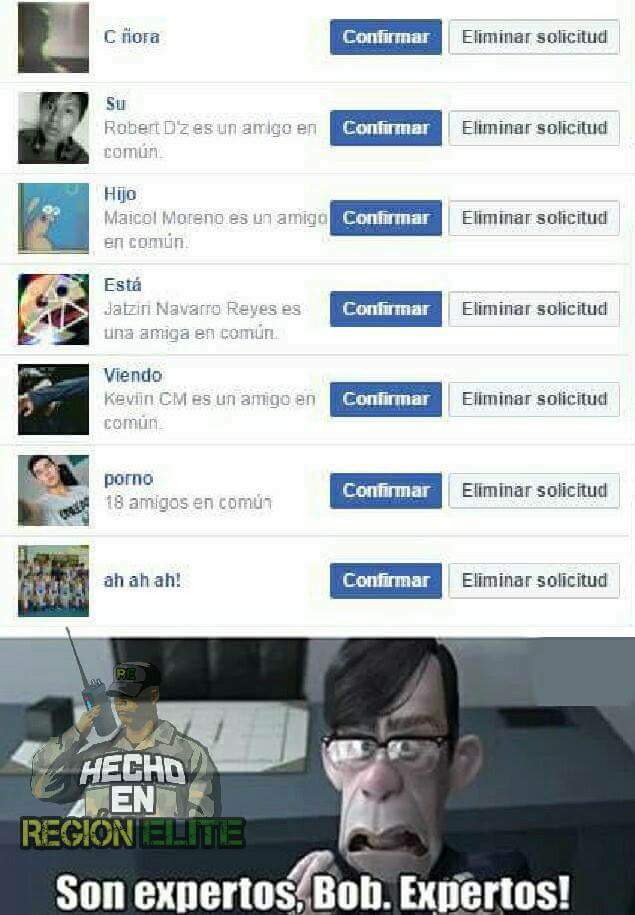 C ñora
Confirmar
Eliminar solicitud
Su
Robert D'z es un amigo en
común.
Confirmar
Eliminar solicitud
Hijo
Maicol Moreno es un amigo
en común.
Confirmar
Eliminar solicitud
Está
Jatziri Navarro Reyes es
una amiga en común.
Confirmar
Eliminar solicitud
Viendo
Keviin CM es un amigo en
común.
Confirmar
Eliminar solicitud
porno
18 amigos en común
Confirmar
Eliminar solicitud
ah ah ah!
Confirmar
Eliminar solicitud
RE
HECHO
EN
REGIÓN ELITE
Son expertos, Bob. Expertos!